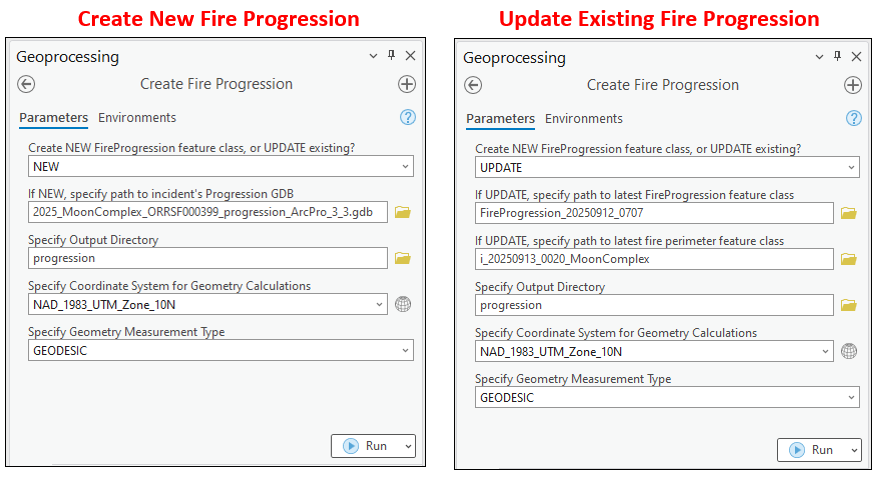 Create New Fire Progression
Geoprocessing
Create Fire Progression
Parameters Environments
Create NEW FireProgression feature class, or UPDATE existing?
NEW
If NEW, specify path to incident's Progression GDB
2025_MoonComplex_ORRSF000399_progression_ArcPro_3_3.gdb
Specify Output Directory
progression
Specify Coordinate System for Geometry Calculations
NAD_1983_UTM_Zone_10N
Specify Geometry Measurement Type
GEODESIC
Run
Update Existing Fire Progression
Geoprocessing
Create Fire Progression
Parameters Environments
Create NEW FireProgression feature class, or UPDATE existing?
UPDATE
If UPDATE, specify path to latest FireProgression feature class
FireProgression_20250912_0707
If UPDATE, specify path to latest fire perimeter feature class
i_20250913_0020_MoonComplex
Specify Output Directory
progression
Specify Coordinate System for Geometry Calculations
NAD_1983_UTM_Zone_10N
Specify Geometry Measurement Type
GEODESIC
Run